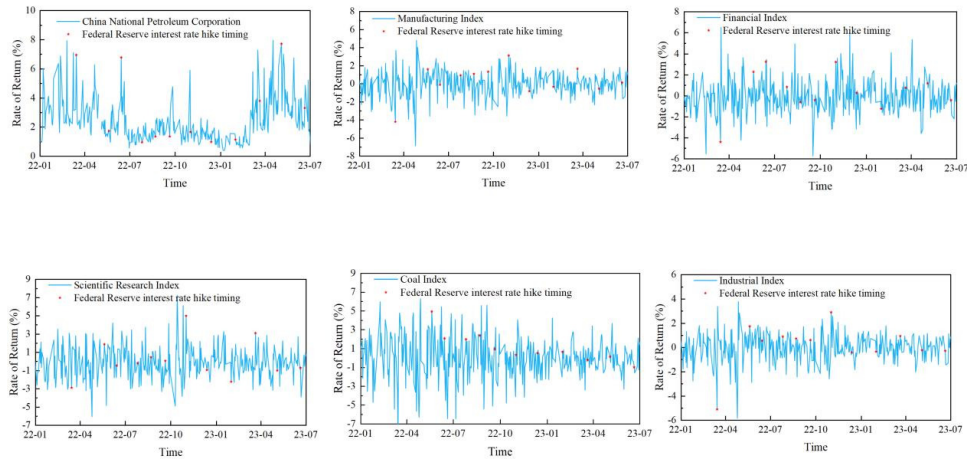 China National Petroleum Corporation
Federal Reserve interest rate hike timing
Rate of Return (%)
10
8
6
4
2
0
22-01 22-04 22-07 22-10 23-01 23-04 23-07
Time
Manufacturing Index
Federal Reserve interest rate hike timing
Rate of Return (%)
8
6
4
2
0
-2
-4
-6
-8
22-01 22-04 22-07 22-10 23-01 23-04 23-07
Time
Financial Index
Federal Reserve interest rate hike timing
Rate of Return (%)
8
6
4
2
0
-2
-4
-6
22-01 22-04 22-07 22-10 23-01 23-04 23-07
Time
Scientific Research Index
Federal Reserve interest rate hike timing
Rate of Return (%)
9
7
5
3
1
-1
-3
-5
-7
22-01 22-04 22-07 22-10 23-01 23-04 23-07
Time
Coal Index
Federal Reserve interest rate hike timing
Rate of Return (%)
9
7
5
3
1
-1
-3
-5
-7
22-01 22-04 22-07 22-10 23-01 23-04 23-07
Time
Industrial Index
Federal Reserve interest rate hike timing
Rate of Return (%)
6
4
2
0
-2
-4
-6
22-01 22-04 22-07 22-10 23-01 23-04 23-07
Time